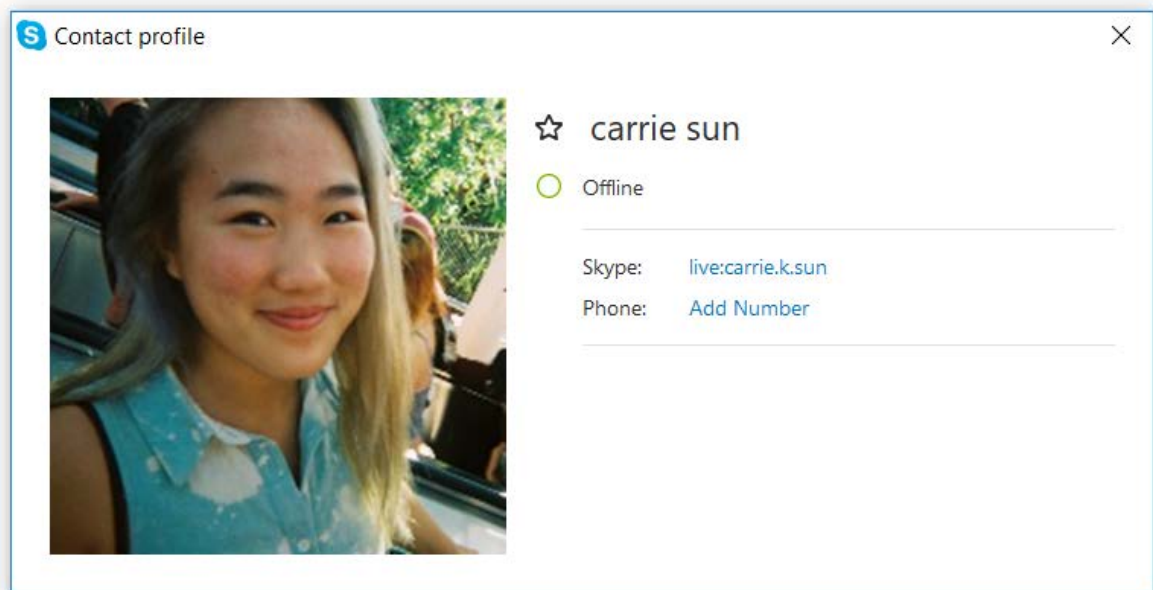 S Contact profile
carrie sun
Offline
Skype: live:carrie.k.sun
Phone: Add Number